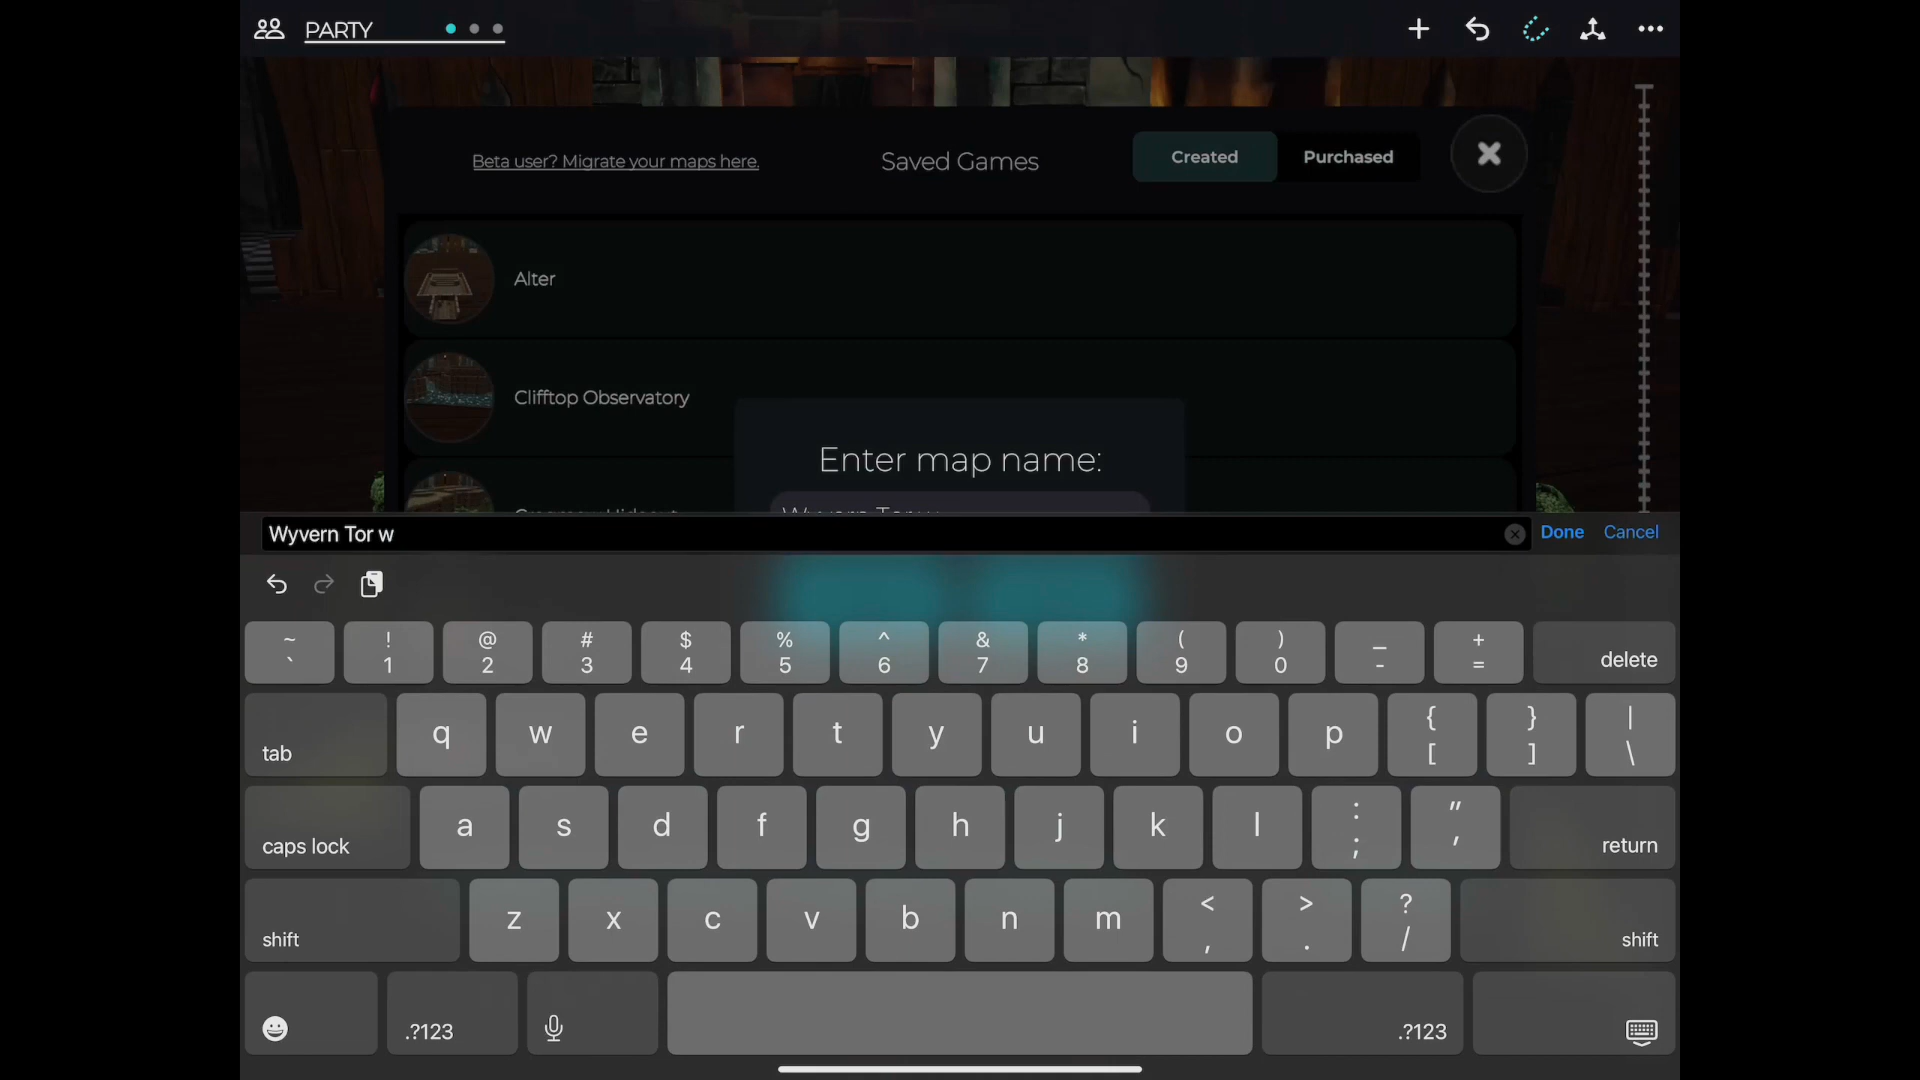 PARTY
Beta user? Migrate your maps here.
Saved Games
Created
Purchased
Alter
Clifftop Observatory
Enter map name:
Wyvern Tor w
Wyvern Tor w
Done
Cancel
~ ! @ # $ % ^ & * ( ) _ +
` 1 2 3 4 5 6 7 8 9 0 - = delete
tab q w e r t y u i o p { [ } ] | \
caps lock a s d f g h j k l : ; " ' return
shift z x c v b n m < , > . ? / shift
.?123 .?123